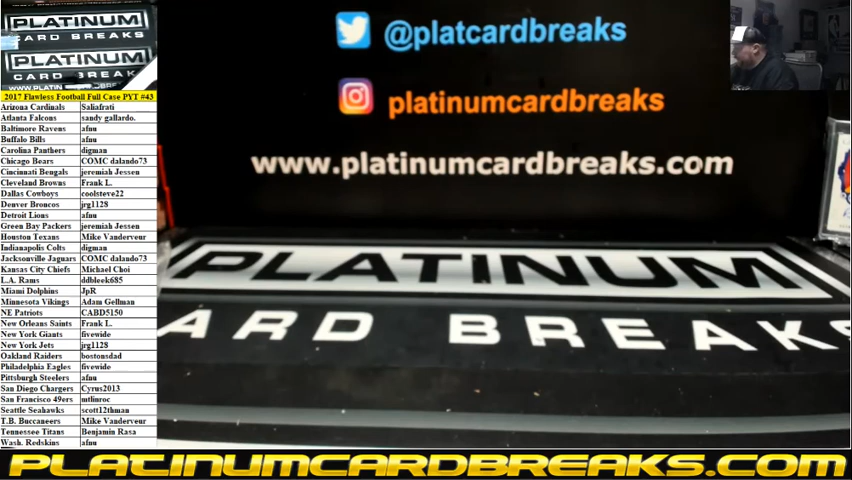 PLATINUM
CARD BREAKS
PLATINUM
CARD BREAK
2017 Flawless Football Full Case PYT #43
Arizona Cardinals Saliafrati
Atlanta Falcons sandy gallardo.
Baltimore Ravens afnu
Buffalo Bills afnu
Carolina Panthers digman
Chicago Bears COMC dalando73
Cincinnati Bengals jeremiah Jessen
Cleveland Browns Frank L.
Dallas Cowboys coolsteve22
Denver Broncos jrg1128
Detroit Lions afnu
Green Bay Packers jeremiah Jessen
Houston Texans Mike Vanderveur
Indianapolis Colts digman
Jacksonville Jaguars COMC dalando73
Kansas City Chiefs Michael Choi
L.A. Rams ddbleek685
Miami Dolphins JpR
Minnesota Vikings Adam Gellman
NE Patriots CABD5150
New Orleans Saints Frank L.
New York Giants fivewide
New York Jets jrg1128
Oakland Raiders bostonsdad
Philadelphia Eagles fivewide
Pittsburgh Steelers afnu
San Diego Chargers Cyrus2013
San Francisco 49ers mtlinroc
Seattle Seahawks scott12thman
T.B. Buccaneers Mike Vanderveur
Tennessee Titans Benjamin Rasa
Wash. Redskins afnu
@platcardbreaks
platinumcardbreaks
www.platinumcardbreaks.com
PLATINUM
ARD BREAKS
PLATINUMCARDBREAKS.COM